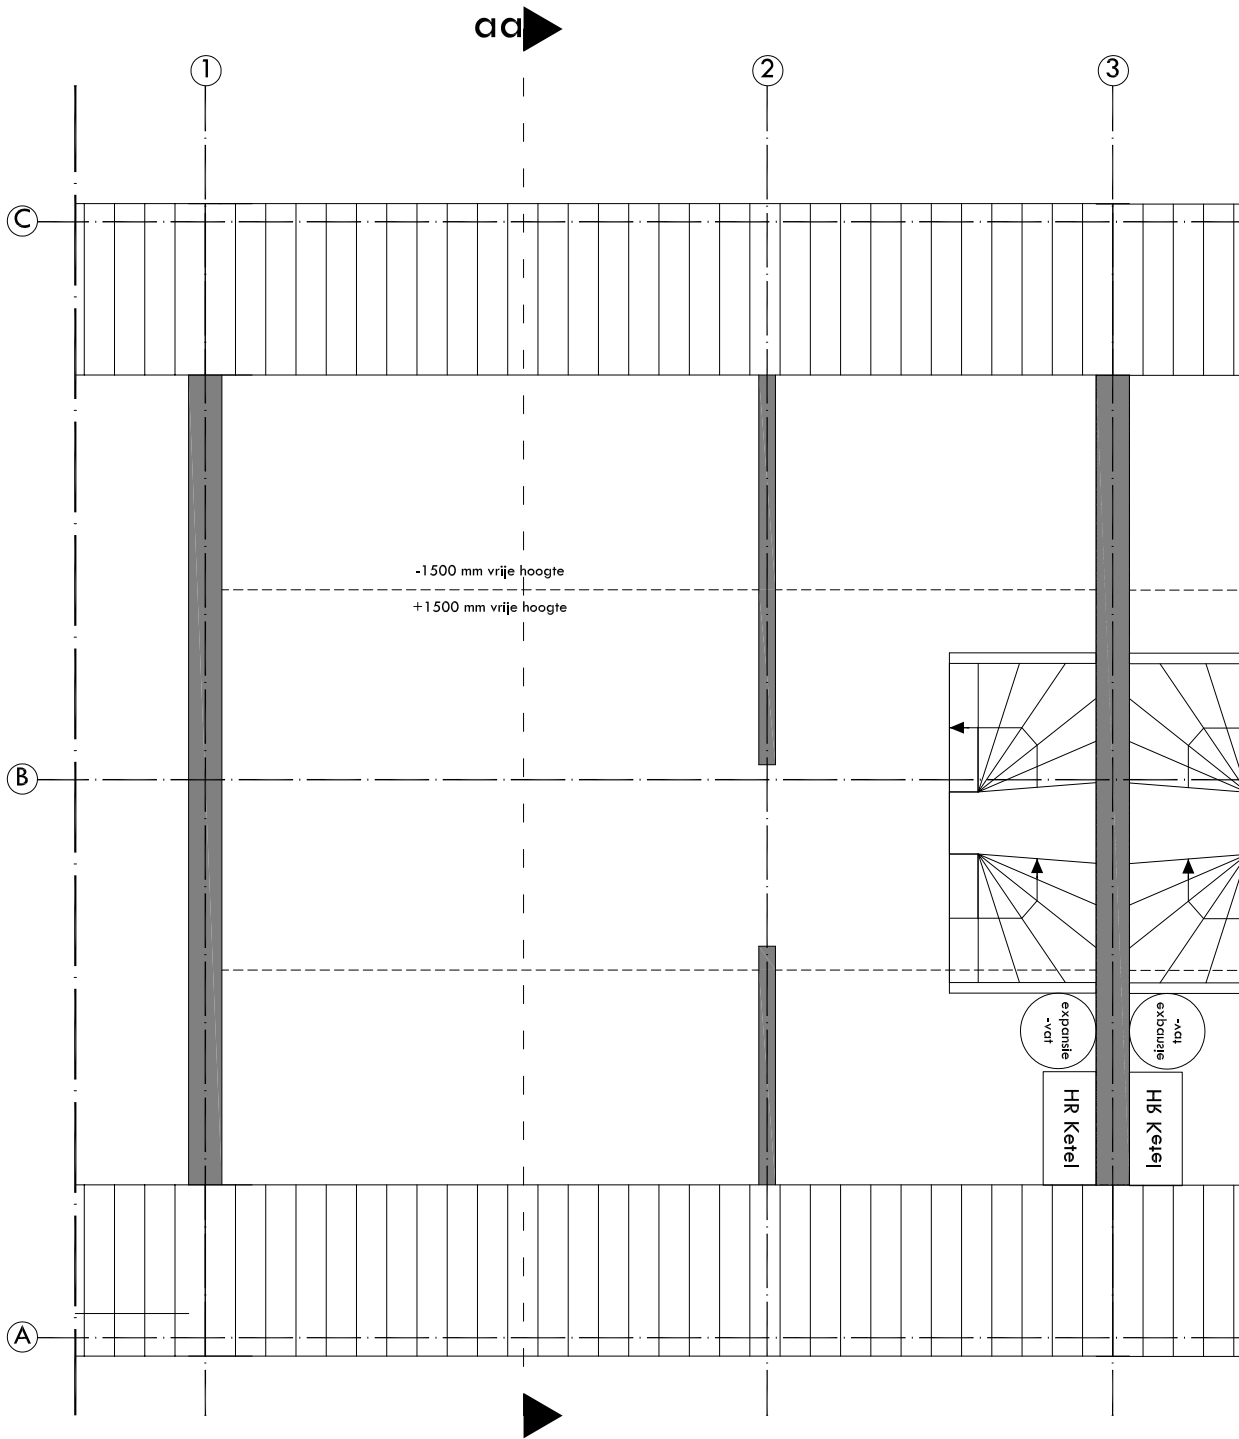 aa
1
2
3
C
-1500 mm vrije hoogte
+1500 mm vrije hoogte
B
expansie
-vat
expansie
-vat
HR Ketel
HR Ketel
A